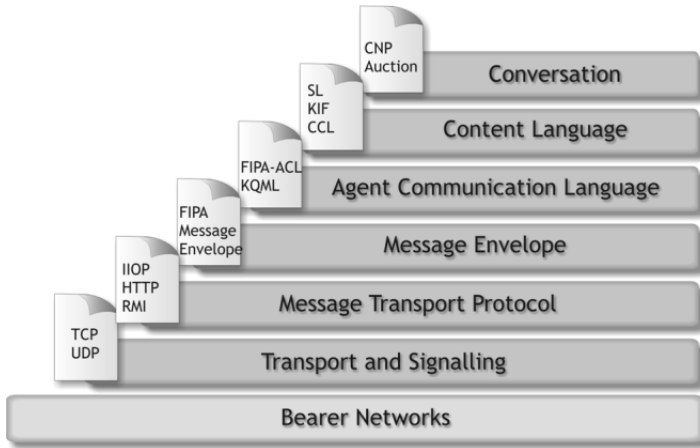 CNP
Auction
Conversation
SL
KIF
CCL
Content Language
FIPA-ACL
KQML
Agent Communication Language
FIPA
Message
Envelope
Message Envelope
IIOP
HTTP
RMI
Message Transport Protocol
TCP
UDP
Transport and Signalling
Bearer Networks